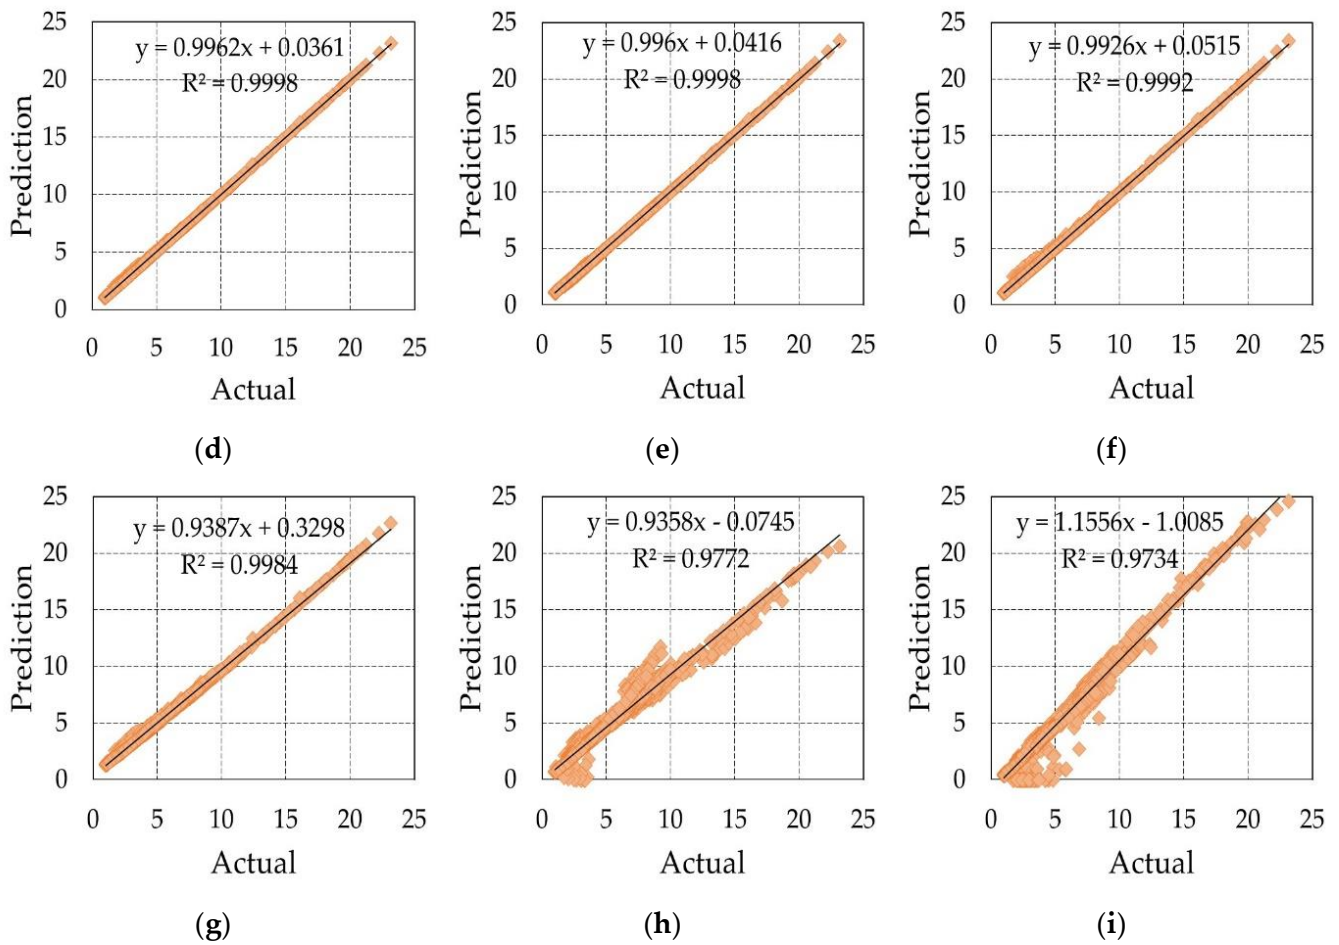 25
y = 0.9962x + 0.0361
R² = 0.9998
20
15
10
5
0
Prediction
0 5 10 15 20 25
Actual
(d)
25
y = 0.996x + 0.0416
R² = 0.9998
20
15
10
5
0
Prediction
0 5 10 15 20 25
Actual
(e)
25
y = 0.9926x + 0.0515
R² = 0.9992
20
15
10
5
0
Prediction
0 5 10 15 20 25
Actual
(f)
25
y = 0.9387x + 0.3298
R² = 0.9984
20
15
10
5
0
Prediction
0 5 10 15 20 25
Actual
(g)
25
y = 0.9358x - 0.0745
R² = 0.9772
20
15
10
5
0
Prediction
0 5 10 15 20 25
Actual
(h)
25
y = 1.1556x - 1.0085
R² = 0.9734
20
15
10
5
0
Prediction
0 5 10 15 20 25
Actual
(i)